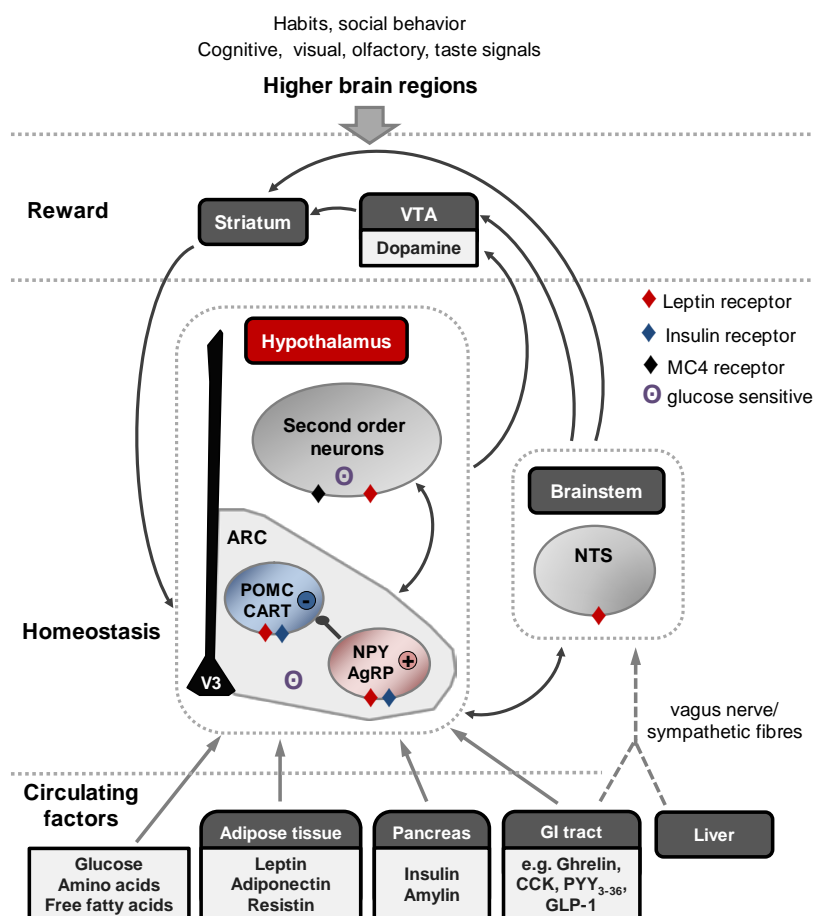 Habits, social behavior
Cognitive, visual, olfactory, taste signals
Higher brain regions
Reward
Striatum
VTA
Dopamine
Leptin receptor
Insulin receptor
MC4 receptor
glucose sensitive
Hypothalamus
Second order
neurons
Brainstem
NTS
ARC
POMC
CART
-
Homeostasis
NPY
AgRP
+
V3
vagus nerve/
sympathetic fibres
Circulating
factors
Glucose
Amino acids
Free fatty acids
Adipose tissue
Leptin
Adiponectin
Resistin
Pancreas
Insulin
Amylin
GI tract
e.g. Ghrelin,
CCK, PYY3-36,
GLP-1
Liver